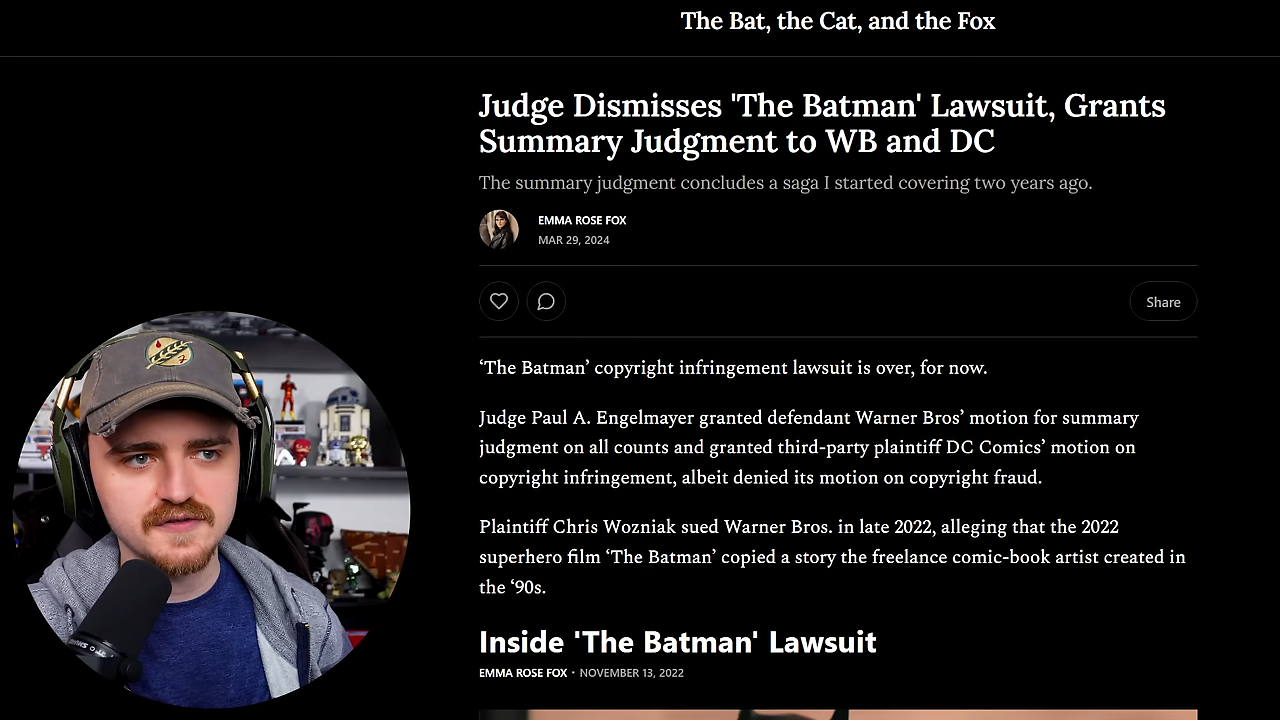 The Bat, the Cat, and the Fox
Judge Dismisses 'The Batman' Lawsuit, Grants
Summary Judgment to WB and DC
The summary judgment concludes a saga I started covering two years ago.
EMMA ROSE FOX
MAR 29, 2024
Share
‘The Batman’ copyright infringement lawsuit is over, for now.
Judge Paul A. Engelmayer granted defendant Warner Bros’ motion for summary
judgment on all counts and granted third-party plaintiff DC Comics’ motion on
copyright infringement, albeit denied its motion on copyright fraud.
Plaintiff Chris Wozniak sued Warner Bros. in late 2022, alleging that the 2022
superhero film ‘The Batman’ copied a story the freelance comic-book artist created in
the ‘90s.
Inside 'The Batman' Lawsuit
EMMA ROSE FOX · NOVEMBER 13, 2022